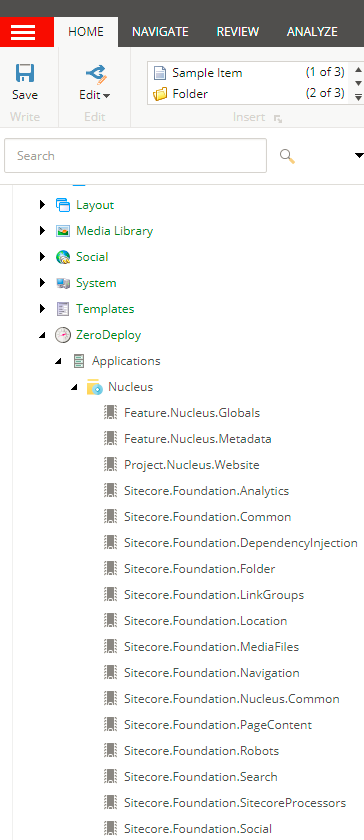 HOME NAVIGATE REVIEW ANALYZE
Sample Item (1 of 3)
Save Edit Folder (2 of 3)
Write Edit Insert
Search
Layout
Media Library
Social
System
Templates
ZeroDeploy
Applications
Nucleus
Feature.Nucleus.Globals
Feature.Nucleus.Metadata
Project.Nucleus.Website
Sitecore.Foundation.Analytics
Sitecore.Foundation.Common
Sitecore.Foundation.DependencyInjection
Sitecore.Foundation.Folder
Sitecore.Foundation.LinkGroups
Sitecore.Foundation.Location
Sitecore.Foundation.MediaFiles
Sitecore.Foundation.Navigation
Sitecore.Foundation.Nucleus.Common
Sitecore.Foundation.PageContent
Sitecore.Foundation.Robots
Sitecore.Foundation.Search
Sitecore.Foundation.SitecoreProcessors
Sitecore.Foundation.Social